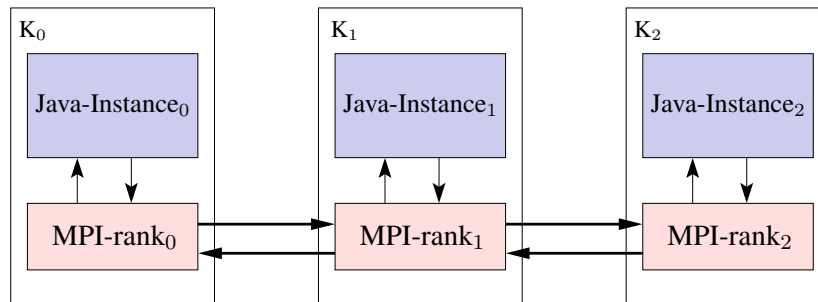 K₀
K₁
K₂
Java-Instance₀
Java-Instance₁
Java-Instance₂
MPI-rank₀
MPI-rank₁
MPI-rank₂